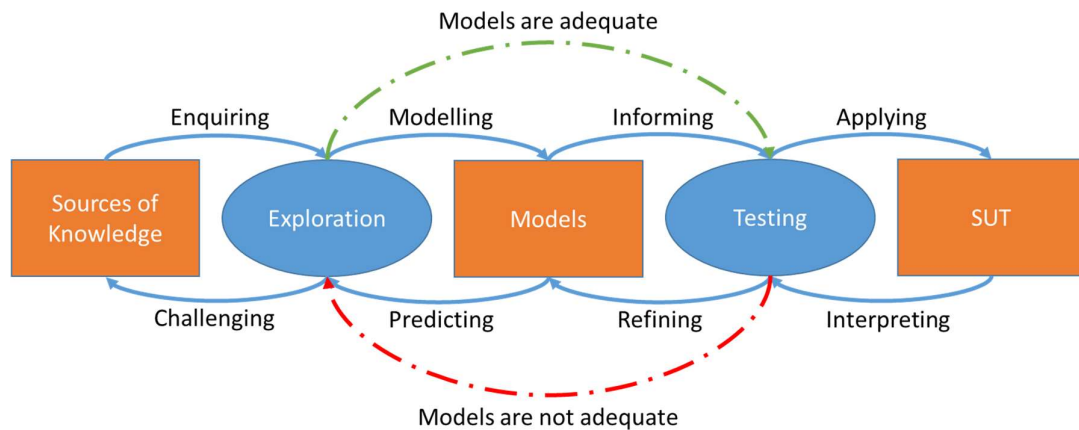 Models are adequate
Enquiring
Modelling
Informing
Applying
Sources of
Knowledge
Exploration
Models
Testing
SUT
Challenging
Predicting
Refining
Interpreting
Models are not adequate